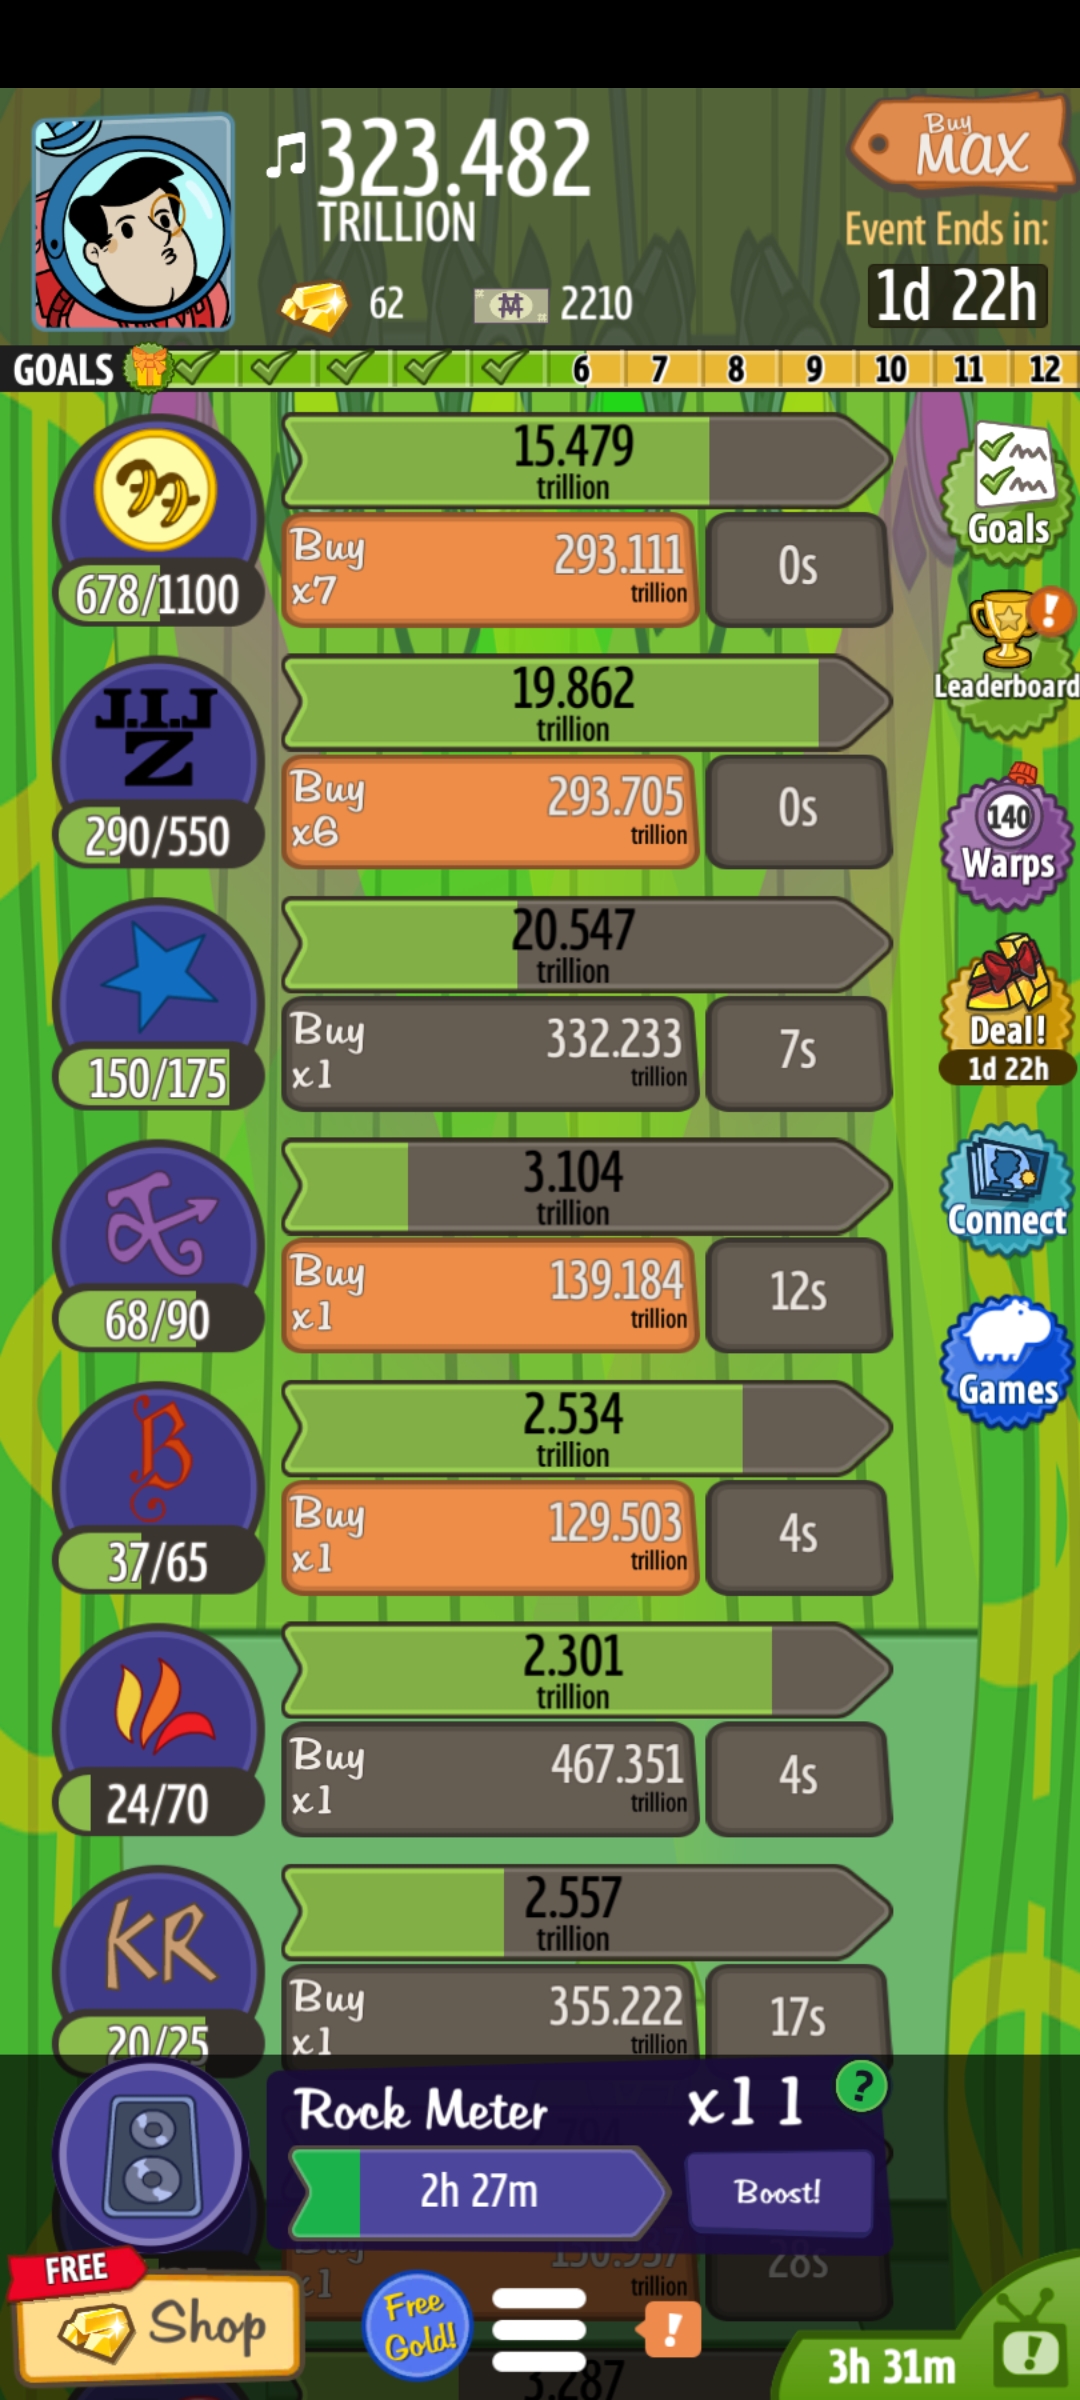 323.482
TRILLION
Buy
MAX
Event Ends in:
1d 22h
62
2210
GOALS
6 7 8 9 10 11 12
15.479
trillion
678/1100
Buy
x7
293.111
trillion
0s
Goals
J.I.J
Z
19.862
trillion
290/550
Buy
x6
293.705
trillion
0s
Leaderboard
20.547
trillion
150/175
Buy
x1
332.233
trillion
7s
140
Warps
3.104
trillion
68/90
Buy
x1
139.184
trillion
12s
Deal!
1d 22h
B
2.534
trillion
37/65
Buy
x1
129.503
trillion
4s
Connect
2.301
trillion
24/70
Buy
x1
467.351
trillion
4s
Games
KR
2.557
trillion
20/25
Buy
x1
355.222
trillion
17s
Rock Meter
x11
?
2h 27m
Boost!
Buy
x1
trillion
28s
FREE
Shop
Free
Gold!
!
3h 31m
!
3.287